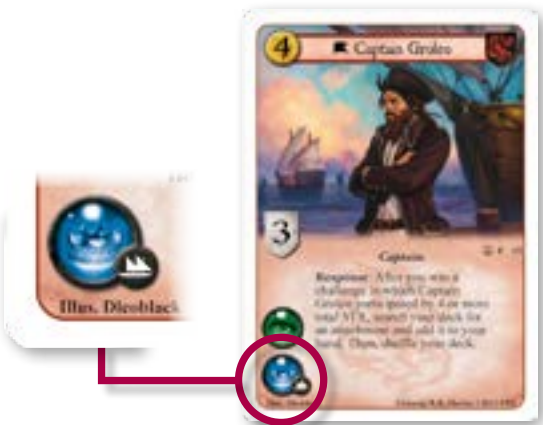 4
Captain Groleo
3
Captain
Response: After you win a
challenge in which Captain
Groleo participated by 4 or more
total STR, search your deck for
an attachment and add it to your
hand. Then, shuffle your deck.
Illus. Dicoblack